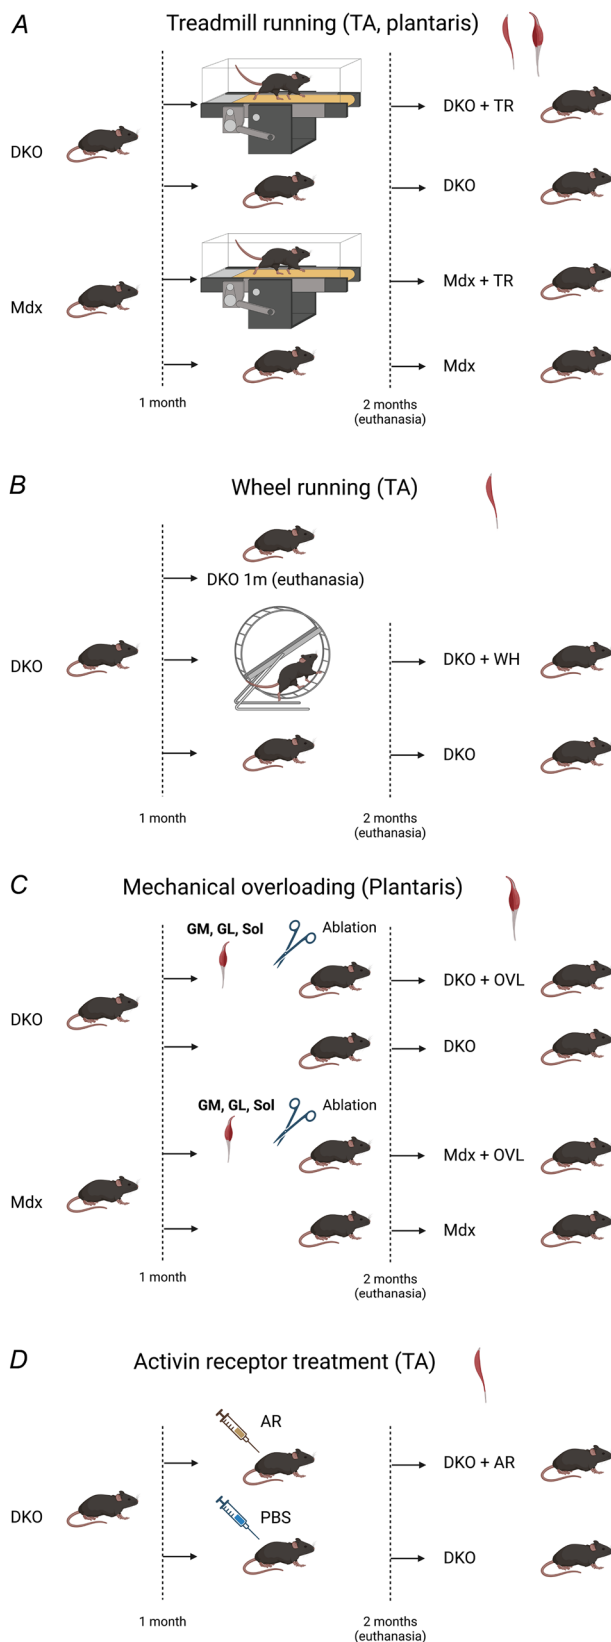 A
Treadmill running (TA, plantaris)
DKO + TR
DKO
DKO
Mdx + TR
Mdx
Mdx
1 month
2 months
(euthanasia)
B
Wheel running (TA)
DKO 1m (euthanasia)
DKO
DKO + WH
DKO
1 month
2 months
(euthanasia)
C
Mechanical overloading (Plantaris)
GM, GL, Sol
Ablation
DKO + OVL
DKO
DKO
GM, GL, Sol
Ablation
Mdx + OVL
Mdx
Mdx
1 month
2 months
(euthanasia)
D
Activin receptor treatment (TA)
AR
DKO + AR
DKO
PBS
DKO
1 month
2 months
(euthanasia)